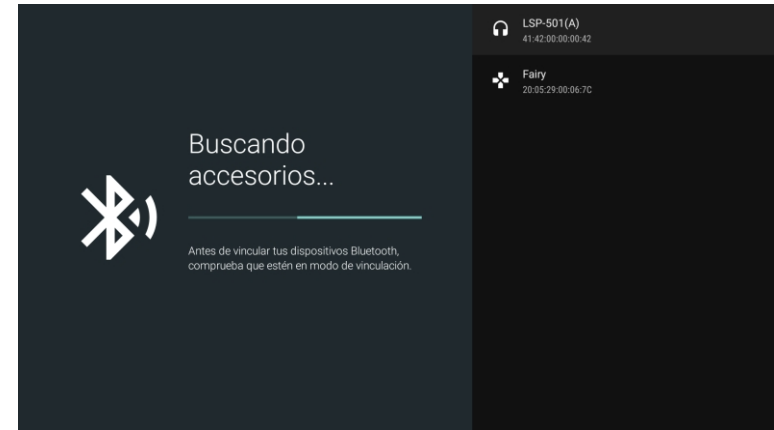 Buscando
accesorios...
Antes de vincular tus dispositivos Bluetooth,
comprueba que estén en modo de vinculación.
LSP-501(A)
41:42:00:00:00:42
Fairy
20:05:29:00:06:7C